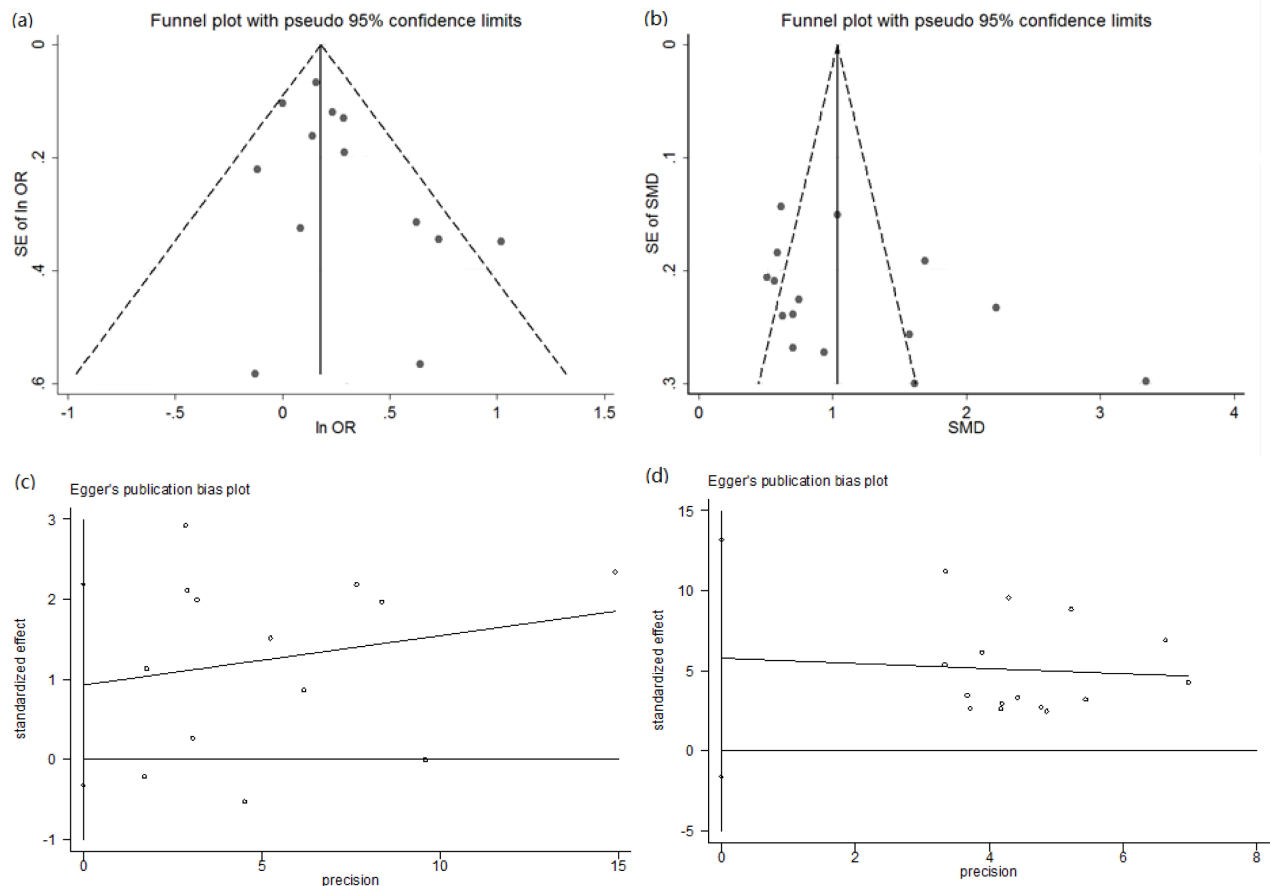 (a)
Funnel plot with pseudo 95% confidence limits
0
.2
.4
.6
SE of ln OR
-1
-.5
0
.5
1
1.5
ln OR
(b)
Funnel plot with pseudo 95% confidence limits
0
.1
.2
.3
SE of SMD
0
1
2
3
4
SMD
(c)
Egger's publication bias plot
3
2
1
0
-1
standardized effect
0
5
10
15
precision
(d)
Egger's publication bias plot
15
10
5
0
-5
standardized effect
0
2
4
6
8
precision